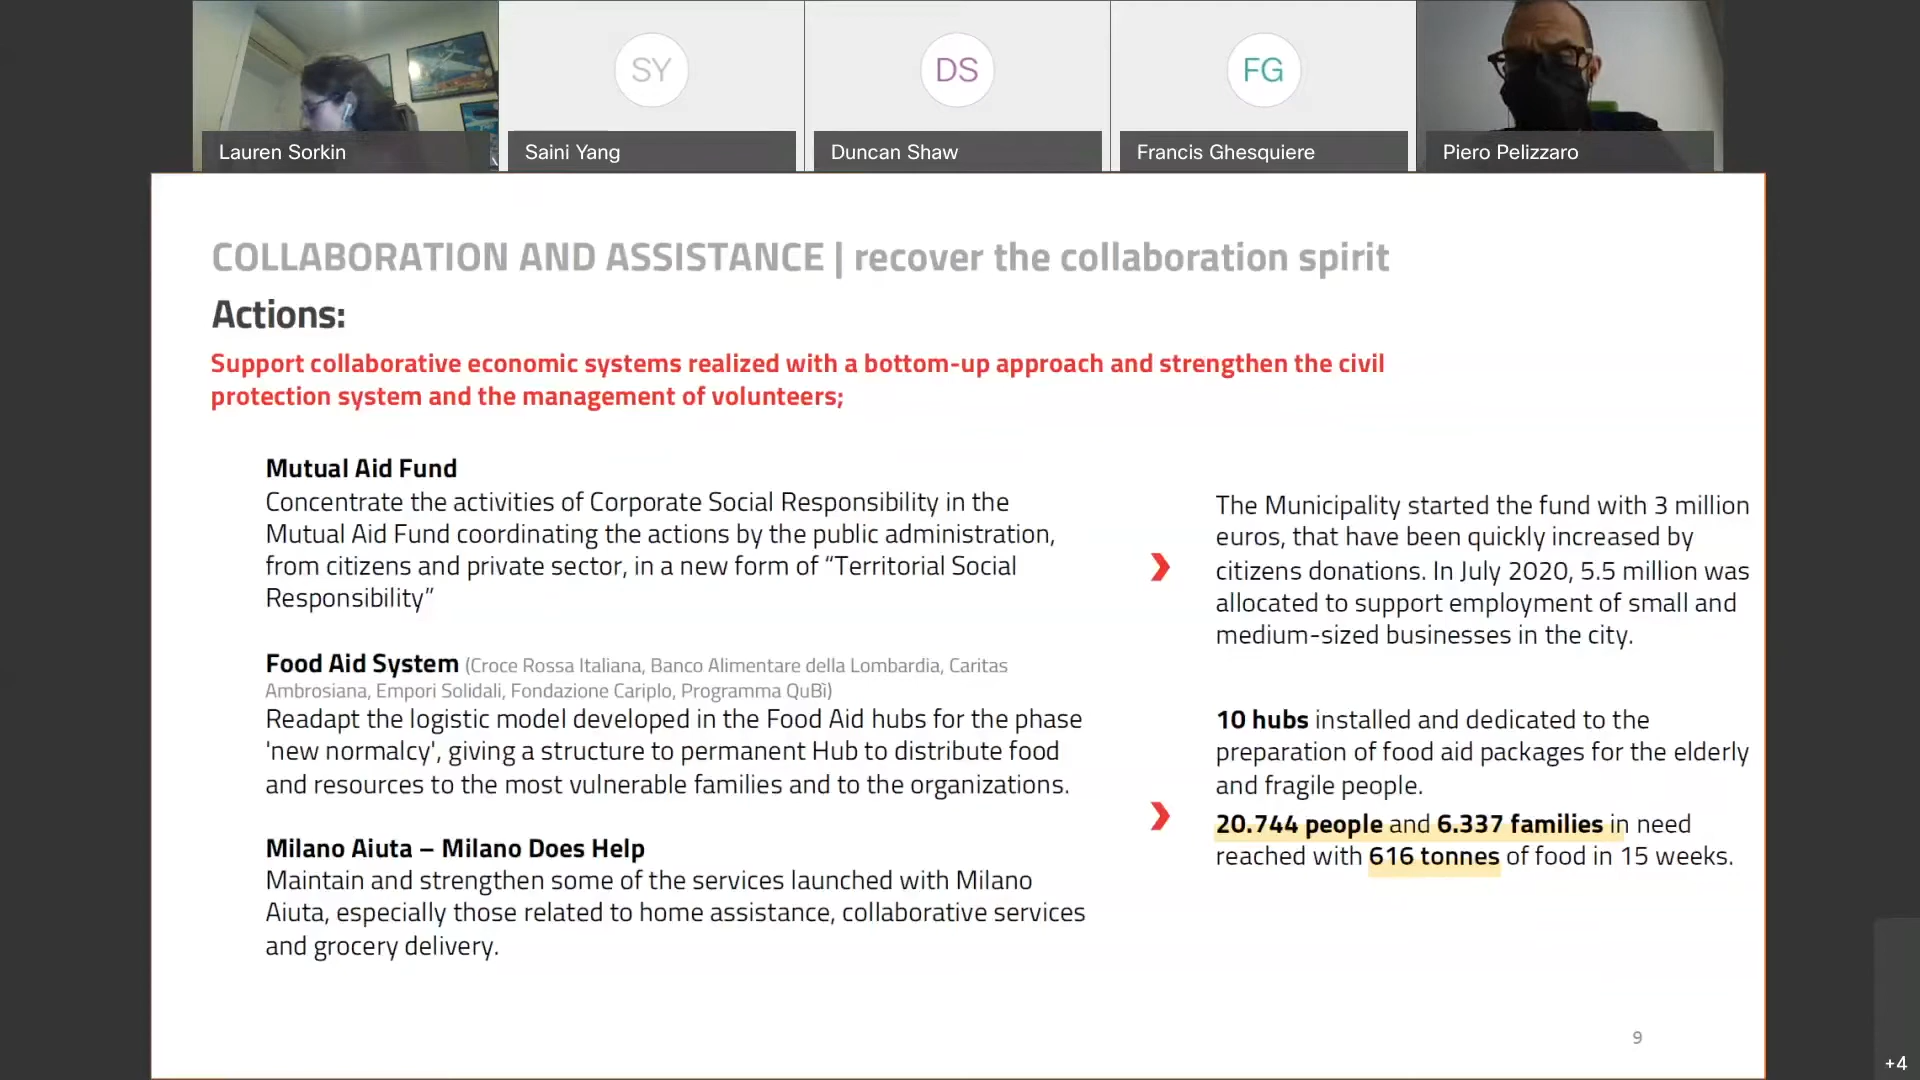 SY
DS
FG
Lauren Sorkin
Saini Yang
Duncan Shaw
Francis Ghesquiere
Piero Pelizzaro
COLLABORATION AND ASSISTANCE | recover the collaboration spirit
Actions:
Support collaborative economic systems realized with a bottom-up approach and strengthen the civil
protection system and the management of volunteers;
Mutual Aid Fund
Concentrate the activities of Corporate Social Responsibility in the
Mutual Aid Fund coordinating the actions by the public administration,
from citizens and private sector, in a new form of “Territorial Social
Responsibility”
The Municipality started the fund with 3 million
euros, that have been quickly increased by
citizens donations. In July 2020, 5.5 million was
allocated to support employment of small and
medium-sized businesses in the city.
Food Aid System (Croce Rossa Italiana, Banco Alimentare della Lombardia, Caritas
Ambrosiana, Empori Solidali, Fondazione Cariplo, Programma QuBì)
Readapt the logistic model developed in the Food Aid hubs for the phase
'new normalcy', giving a structure to permanent Hub to distribute food
and resources to the most vulnerable families and to the organizations.
10 hubs installed and dedicated to the
preparation of food aid packages for the elderly
and fragile people.
20.744 people and 6.337 families in need
reached with 616 tonnes of food in 15 weeks.
Milano Aiuta – Milano Does Help
Maintain and strengthen some of the services launched with Milano
Aiuta, especially those related to home assistance, collaborative services
and grocery delivery.
9
+4